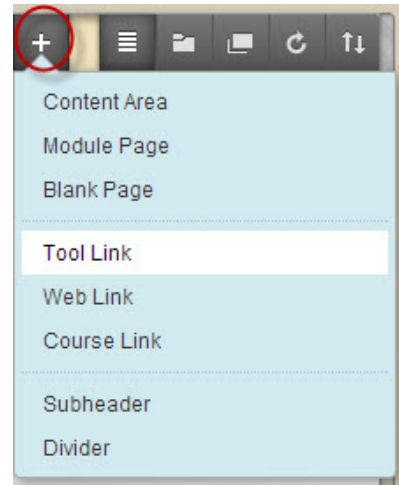 Content Area
Module Page
Blank Page
Tool Link
Web Link
Course Link
Subheader
Divider